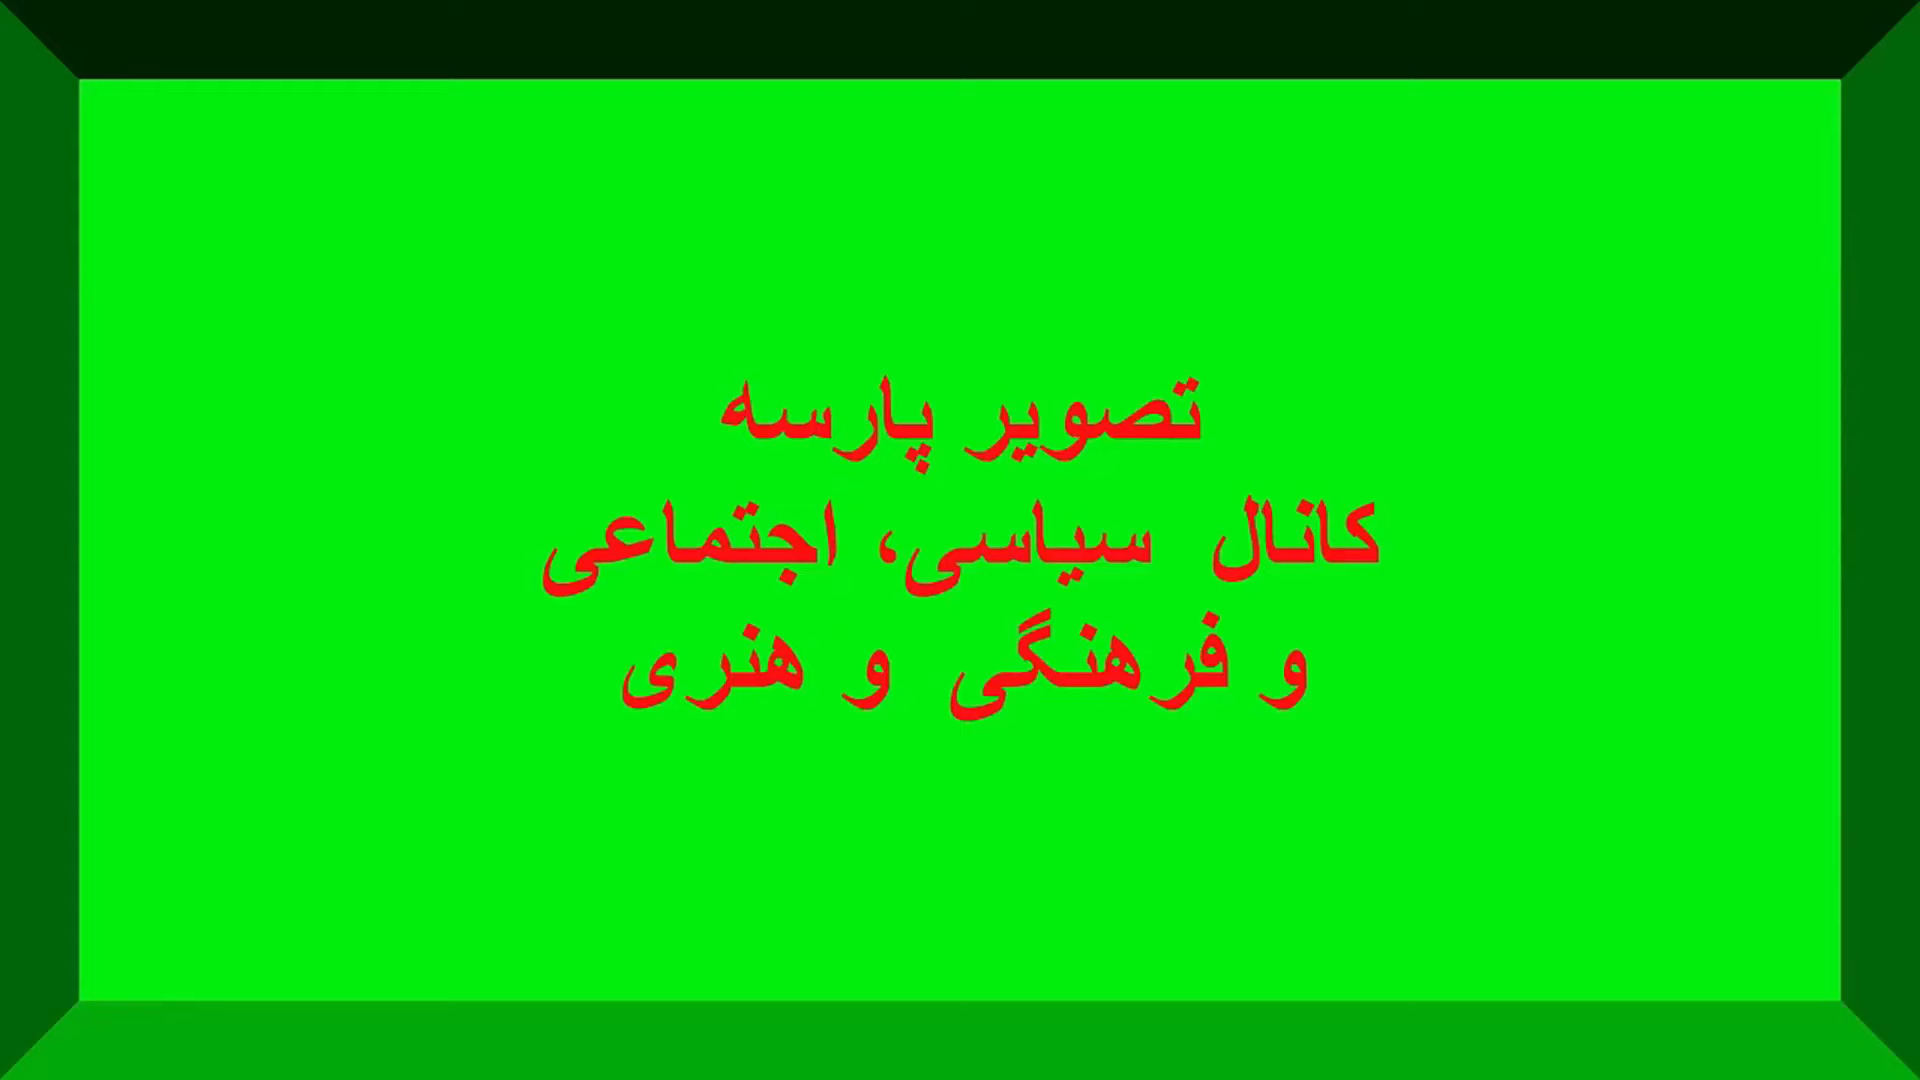 تصویر پارسه
کانال سیاسی، اجتماعی
و فرهنگی و هنری